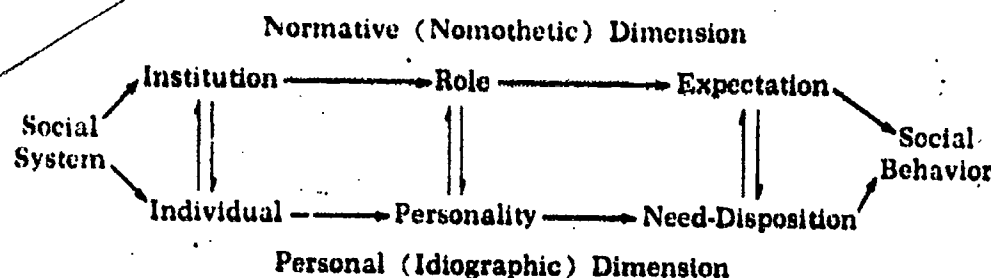 Normative (Nomothetic) Dimension
Institution Role Expectation
Social
System
Social
Behavior
Individual Personality Need-Disposition
Personal (Idiographic) Dimension